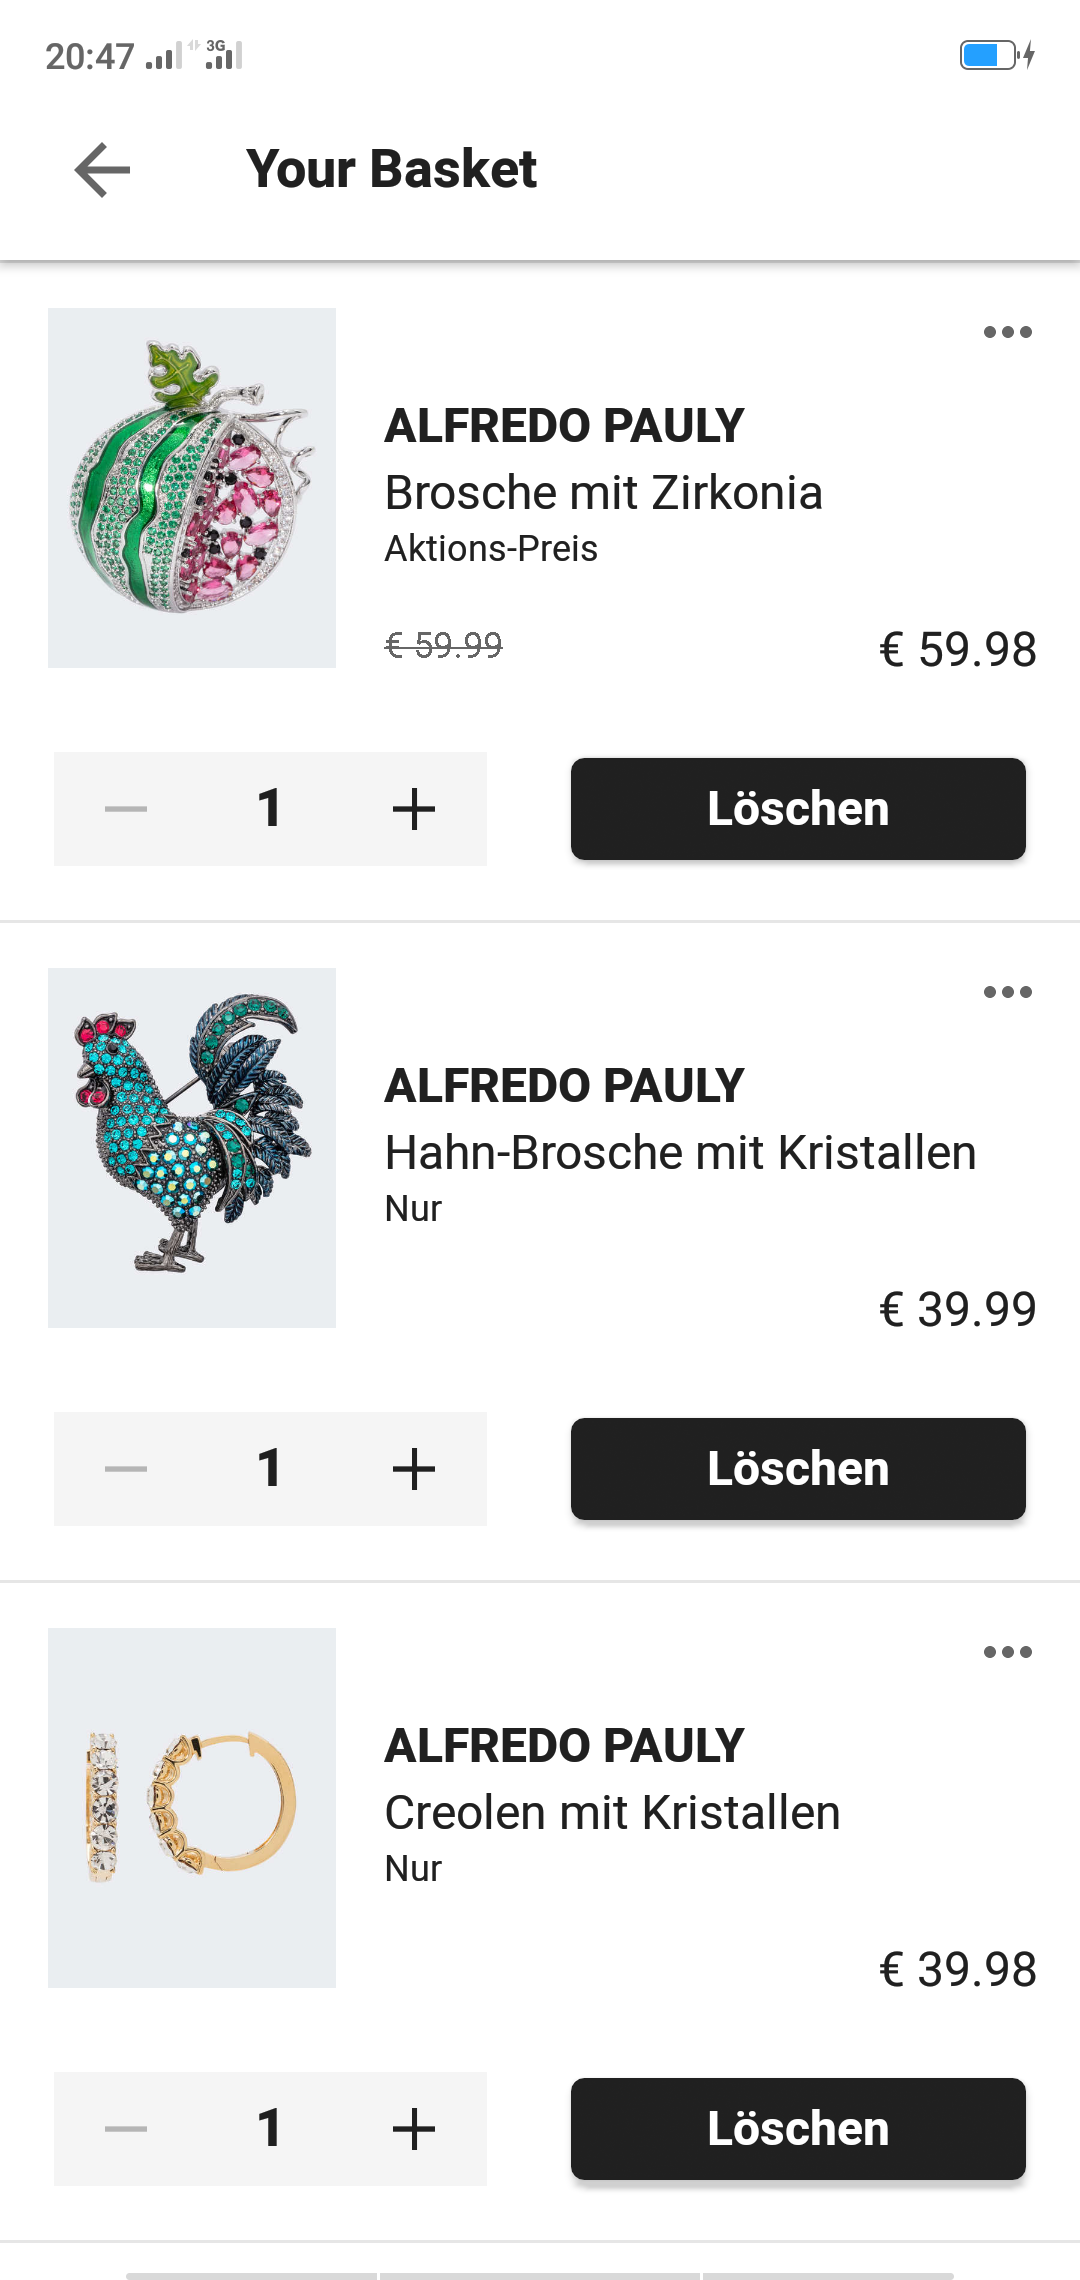 20:47 3G
Your Basket
ALFREDO PAULY
Brosche mit Zirkonia
Aktions-Preis
€ 59.99 € 59.98
1 Löschen
ALFREDO PAULY
Hahn-Brosche mit Kristallen
Nur
€ 39.99
1 Löschen
ALFREDO PAULY
Creolen mit Kristallen
Nur
€ 39.98
1 Löschen